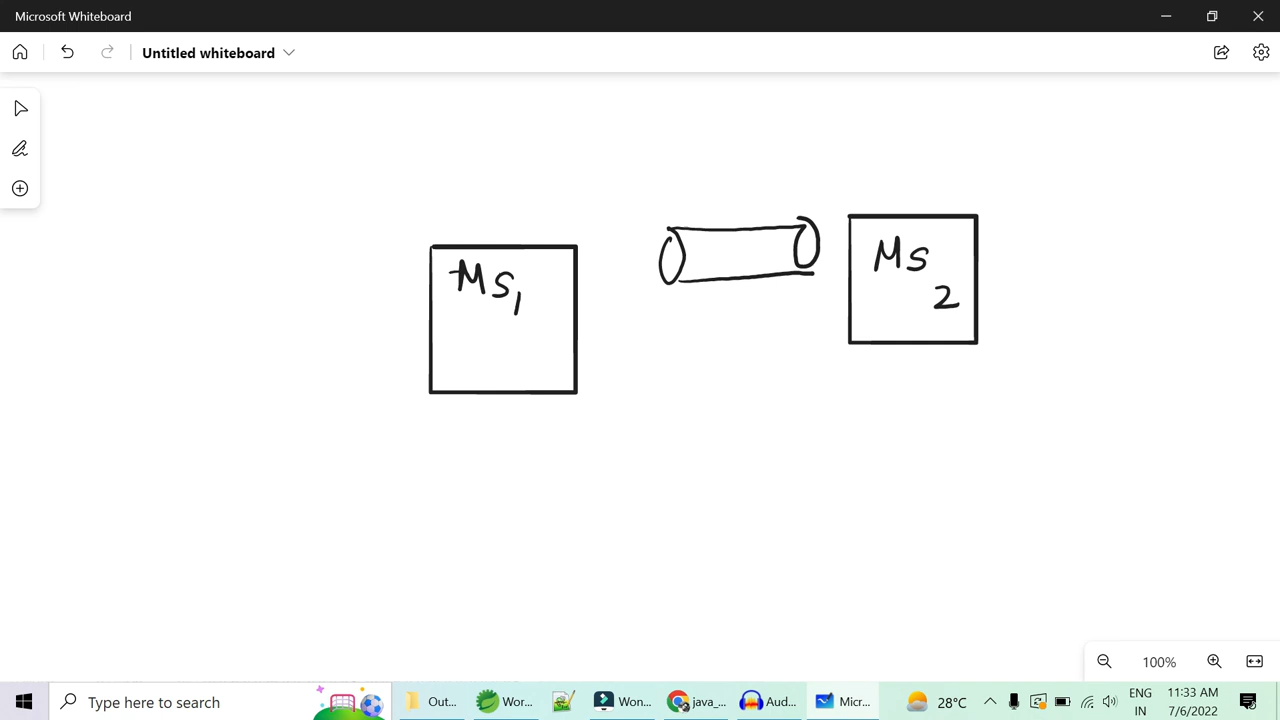 Microsoft Whiteboard
Untitled whiteboard
Ms1
Ms
2
100%
Type here to search
Out...
Wor...
Won...
java_...
Aud...
Micr...
28°C
ENG
IN
11:33 AM
7/6/2022